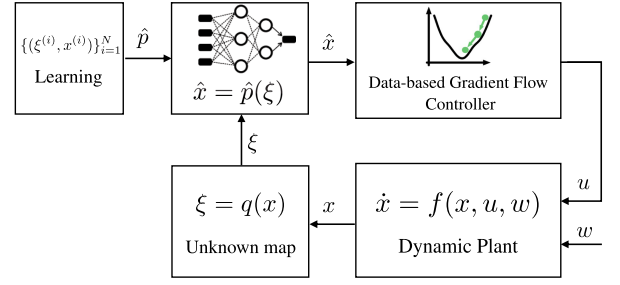 {(ξ^{(i)}, x^{(i)})}_{i=1}^{N}
Learning
p̂
x̂ = p̂(ξ)
x̂
Data-based Gradient Flow
Controller
ξ
u
ξ = q(x)
Unknown map
x
ẋ = f(x, u, w)
Dynamic Plant
w